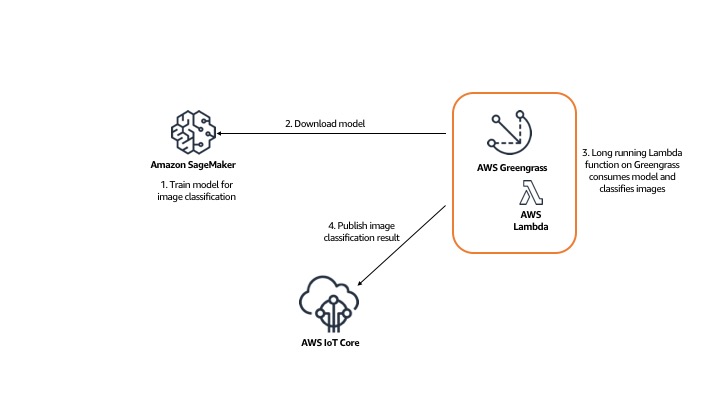 2. Download model
Amazon SageMaker
1. Train model for
image classification
AWS Greengrass
AWS
Lambda
3. Long running Lambda
function on Greengrass
consumes model and
classifies images
4. Publish image
classification result
AWS IoT Core